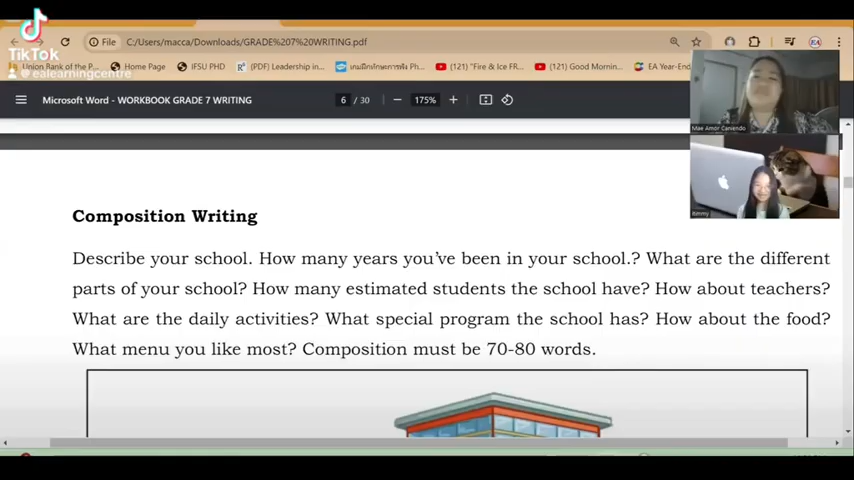 TikTok
@ealearningcentre
File C:/Users/macca/Downloads/GRADE%207%20WRITING.pdf
Union Bank of the P...
Home Page
IFSU PHD
(PDF) Leadership in...
(121) "Fire & Ice FR...
(121) Good Mornin...
EA Year-End
EA
Microsoft Word - WORKBOOK GRADE 7 WRITING
6 / 30
175%
Mae Amor Caniendo
Rimmy
Composition Writing
Describe your school. How many years you've been in your school.? What are the different
parts of your school? How many estimated students the school have? How about teachers?
What are the daily activities? What special program the school has? How about the food?
What menu you like most? Composition must be 70-80 words.